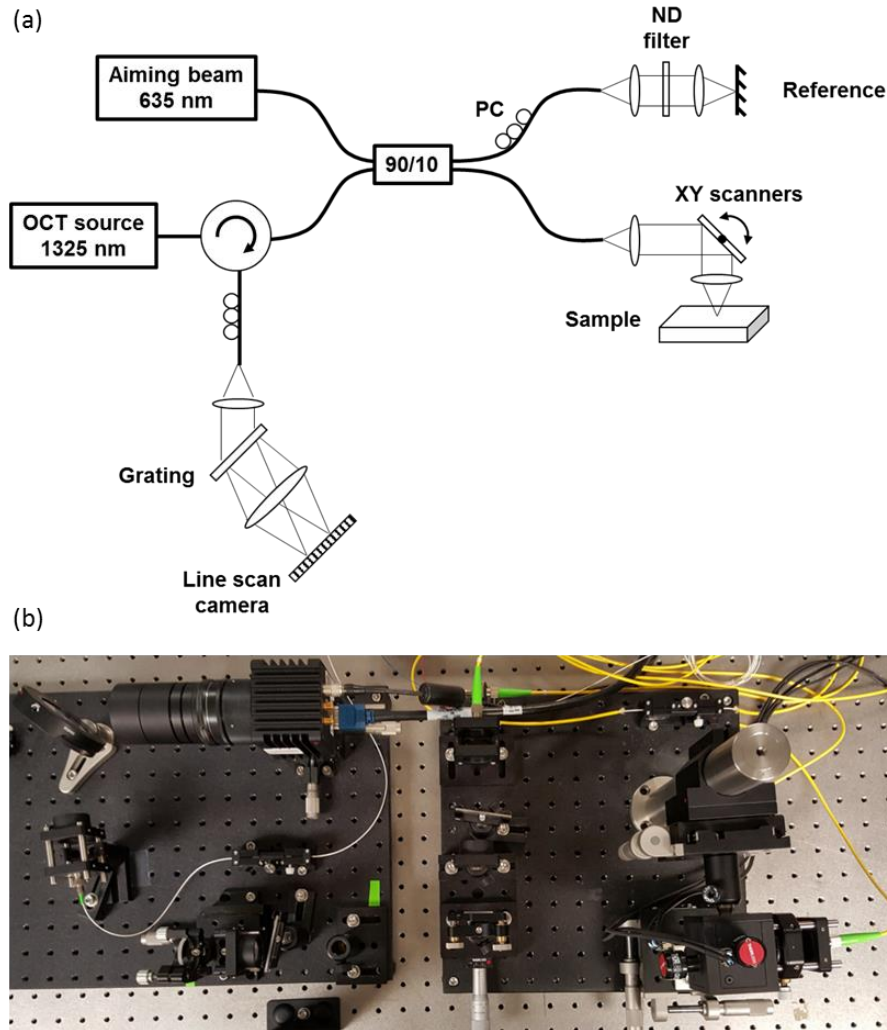 (a)
ND
filter
Aiming beam
635 nm
PC
Reference
90/10
XY scanners
OCT source
1325 nm
Sample
Grating
Line scan
camera
(b)